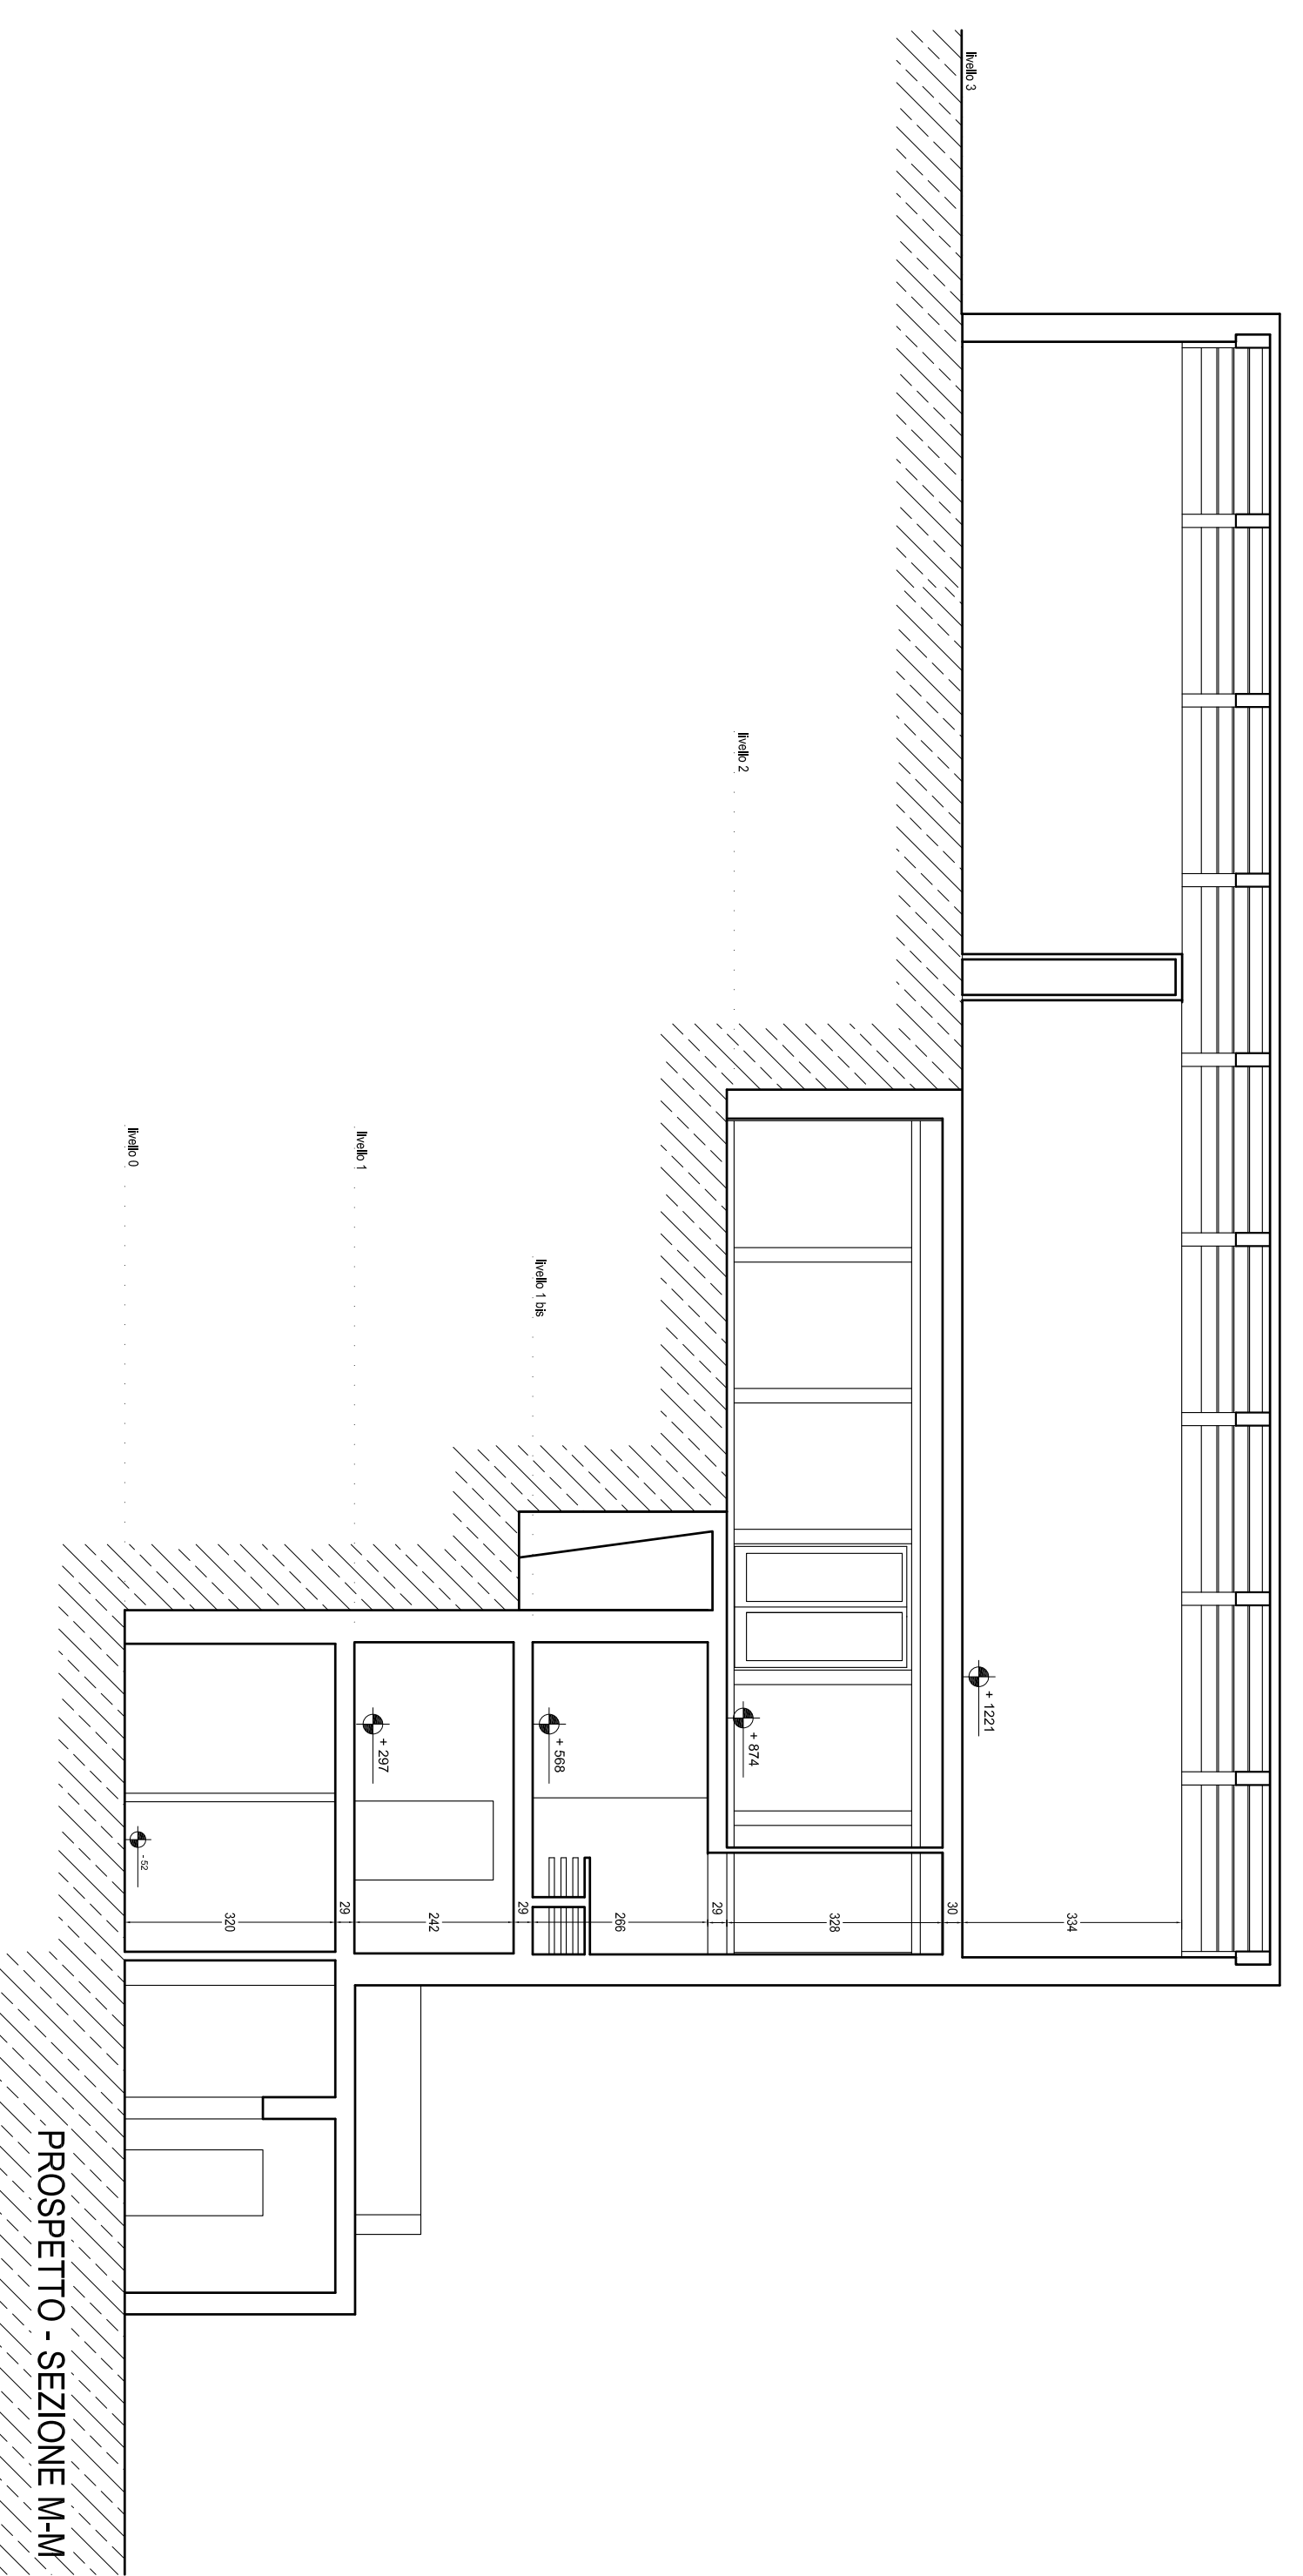 livello 3
+ 1221
334
30
livello 2
+ 874
328
29
livello 1 bis
+ 568
266
29
livello 1
+ 297
242
29
livello 0
- 52
320
PROSPETTO - SEZIONE M-M